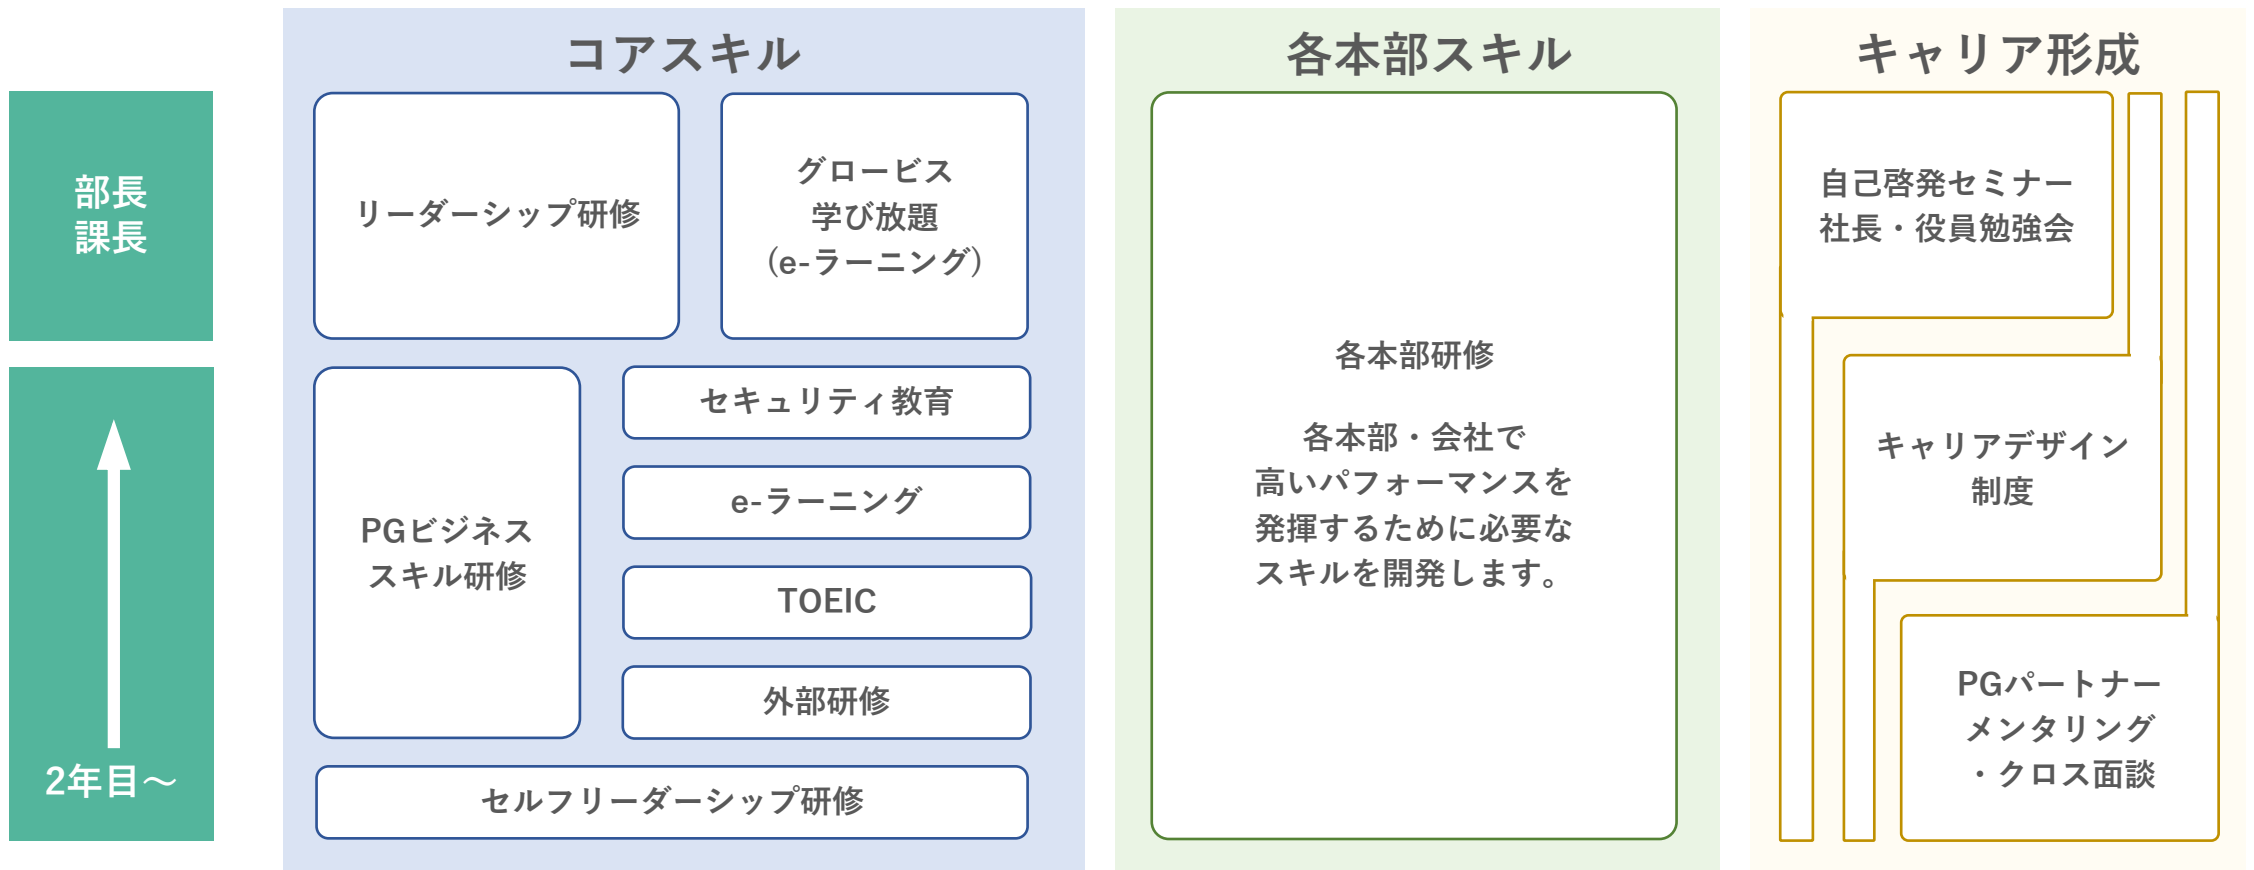 コアスキル
各本部スキル
キャリア形成
部長
課長
2年目～
リーダーシップ研修
グロービス
学び放題
（e-ラーニング）
PGビジネス
スキル研修
セキュリティ教育
e-ラーニング
TOEIC
外部研修
セルフリーダーシップ研修
各本部研修
各本部・会社で
高いパフォーマンスを
発揮するために必要な
スキルを開発します。
自己啓発セミナー
社長・役員勉強会
キャリアデザイン
制度
PGパートナー
メンタリング
・クロス面談